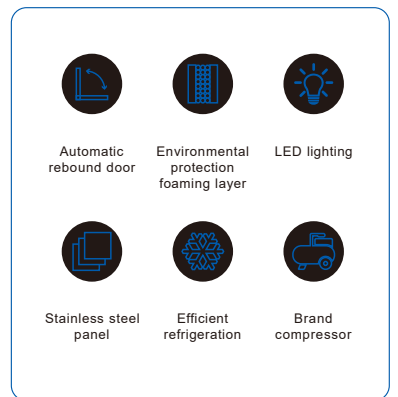 Automatic
rebound door
Environmental
protection
foaming layer
LED lighting
Stainless steel
panel
Efficient
refrigeration
Brand
compressor